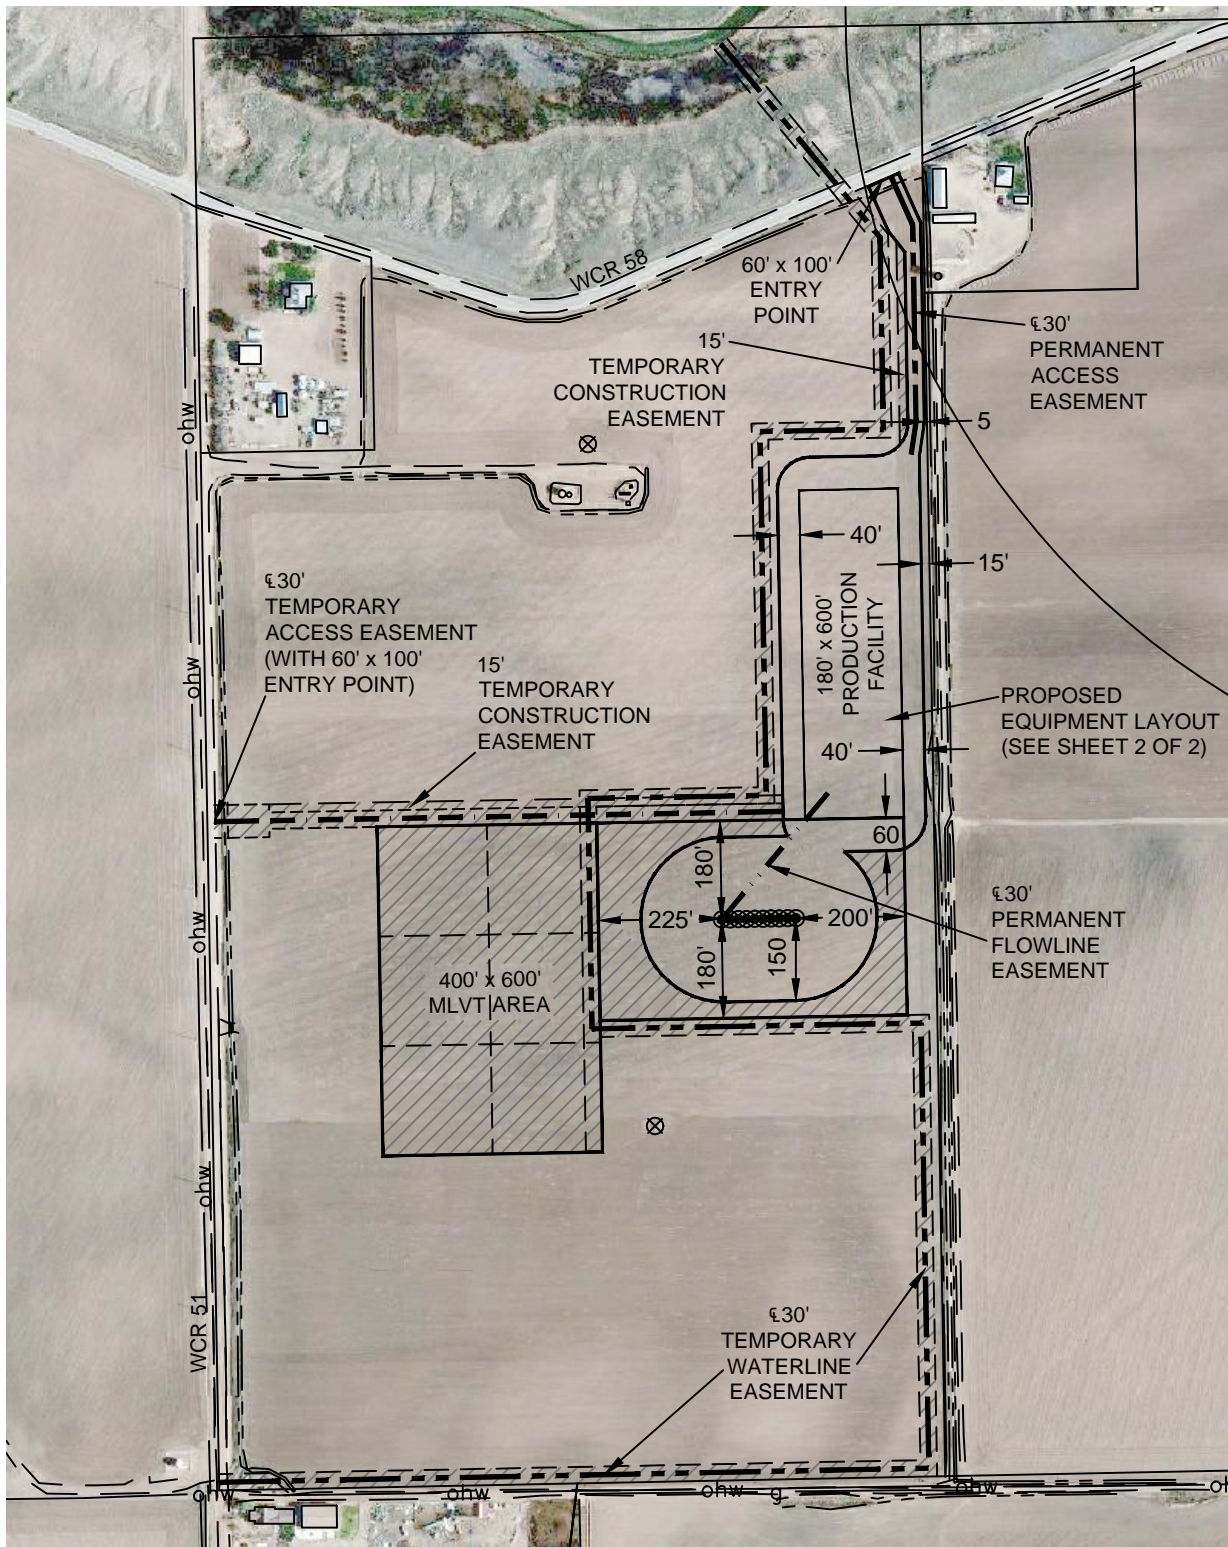 WCR 58
60' x 100'
ENTRY
POINT
15'
TEMPORARY
CONSTRUCTION
EASEMENT
℄30'
PERMANENT
ACCESS
EASEMENT
5
ohw
40'
15'
180' x 600'
PRODUCTION
FACILITY
℄30'
TEMPORARY
ACCESS EASEMENT
(WITH 60' x 100'
ENTRY POINT)
15'
TEMPORARY
CONSTRUCTION
EASEMENT
ohw
PROPOSED
EQUIPMENT LAYOUT
(SEE SHEET 2 OF 2)
40'
60
180'
225'
200'
180'
150
℄30'
PERMANENT
FLOWLINE
EASEMENT
ohw
400' x 600'
MLVT AREA
ohw
WCR 51
℄30'
TEMPORARY
WATERLINE
EASEMENT
ohw
ohw
ohw
g
ohw
oh